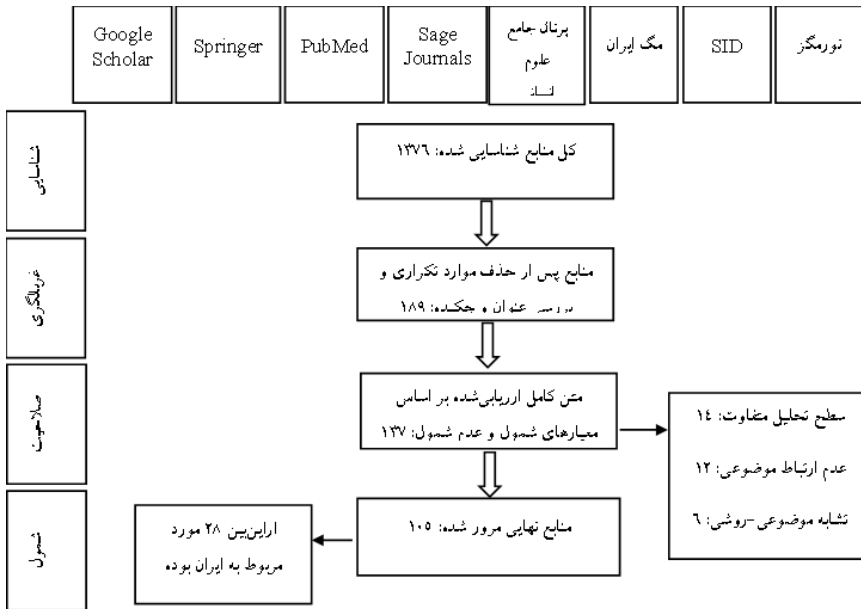 Google
Scholar
Springer
PubMed
Sage
Journals
پرتال جامع
علوم
مگ ایران
SID
نورمگز
شناسایی
کل منابع شناسایی شده: ۱۳۷۶
غربالگری
منابع پس از حذف موارد تکراری و
بررسی عنوان و چکیده: ۱۸۹
صلاحیت
متن کامل ارزیابی‌شده بر اساس
معیارهای شمول و عدم شمول: ۱۳۷
سطح تحلیل متفاوت: ۱۴
عدم ارتباط موضوعی: ۱۲
تشابه موضوعی-روشی: ۶
شمول
منابع نهایی مرور شده: ۱۰۵
ازاین‌بین ۲۸ مورد
مربوط به ایران بوده